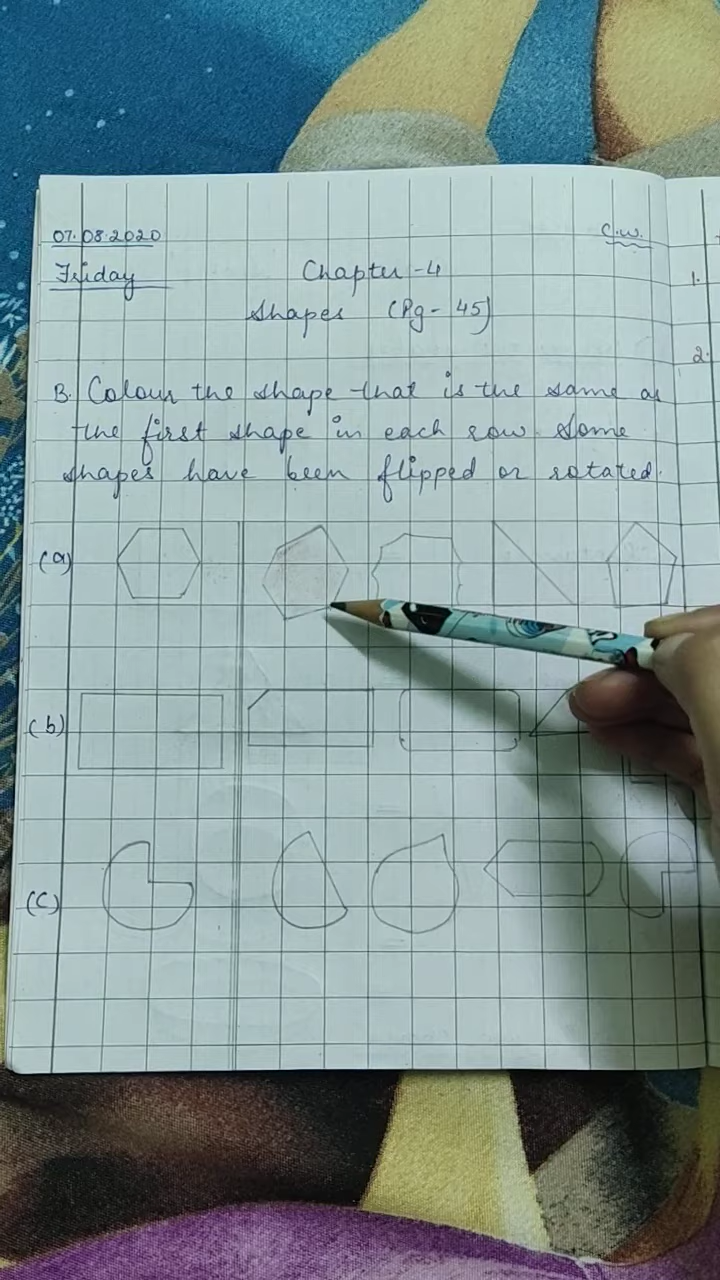 07.08.2020
C.W.
Friday
Chapter-4
Shapes (Pg-45)
B. Colour the shape that is the same as
the first shape in each row. Some
shapes have been flipped or rotated.
(a)
(b)
(c)
1.
2.